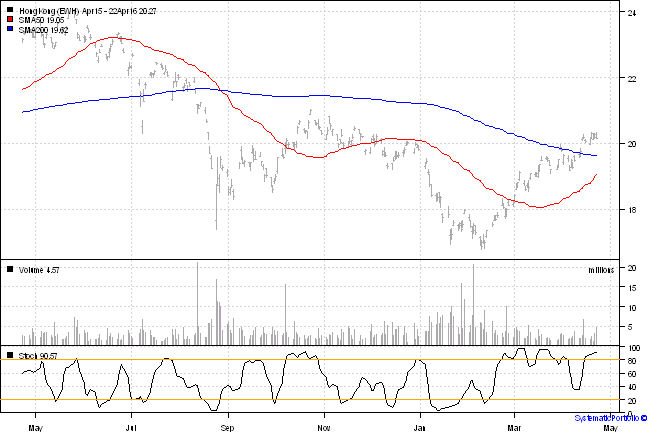 Hong Kong (EWH) Apr15 - 22Apr16 20.27
SMA50 19.05
SMA200 19.62
24
22
20
18
Volume 4.57
millions
20
15
10
5
Stoch 90.57
100
80
60
40
20
0
May
Jul
Sep
Nov
Jan
Mar
May
SystematicPortfolio ©